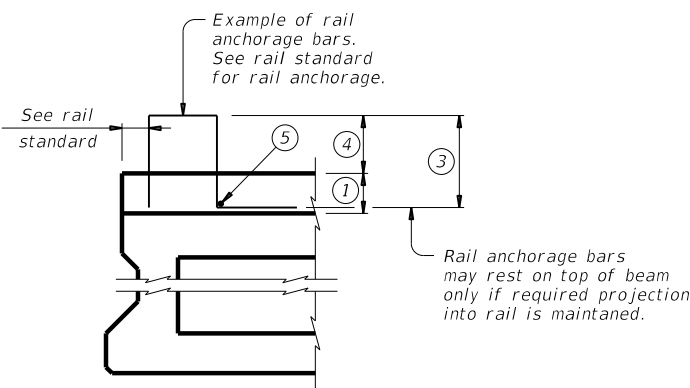 Example of rail
anchorage bars.
See rail standard
for rail anchorage.
See rail
standard
5
4
3
1
Rail anchorage bars
may rest on top of beam
only if required projection
into rail is maintaned.